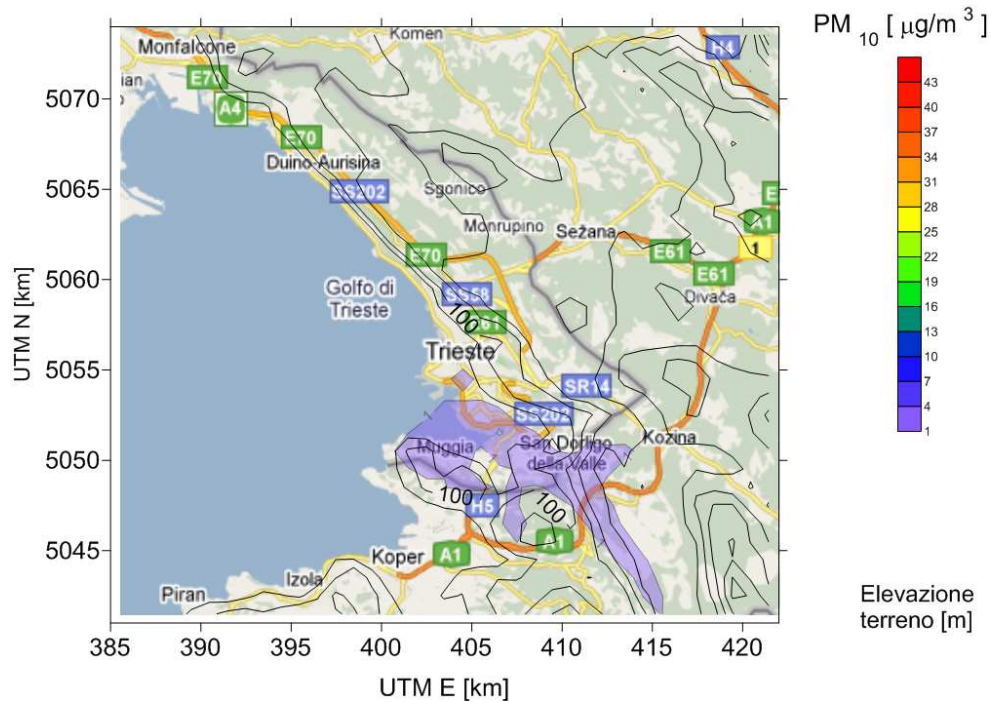 PM 10 [ µg/m 3 ]
43
40
37
34
31
28
25
22
19
16
13
10
7
4
1
Elevazione
terreno [m]
UTM N [km]
5070
5065
5060
5055
5050
5045
385 390 395 400 405 410 415 420
UTM E [km]
Monfalcone
Komen
H4
E70
A4
E70
Duino-Aurisina
SS202
Sgonico
Monrupino
Sežana
E
A1
1
E70
E61
E61
Divača
Golfo di
Trieste
SS58
100
61
Trieste
SR14
SS202
Kozina
Muggia
San Dorligo
della Valle
100
H5
100
A1
A1
Koper
Izola
Piran